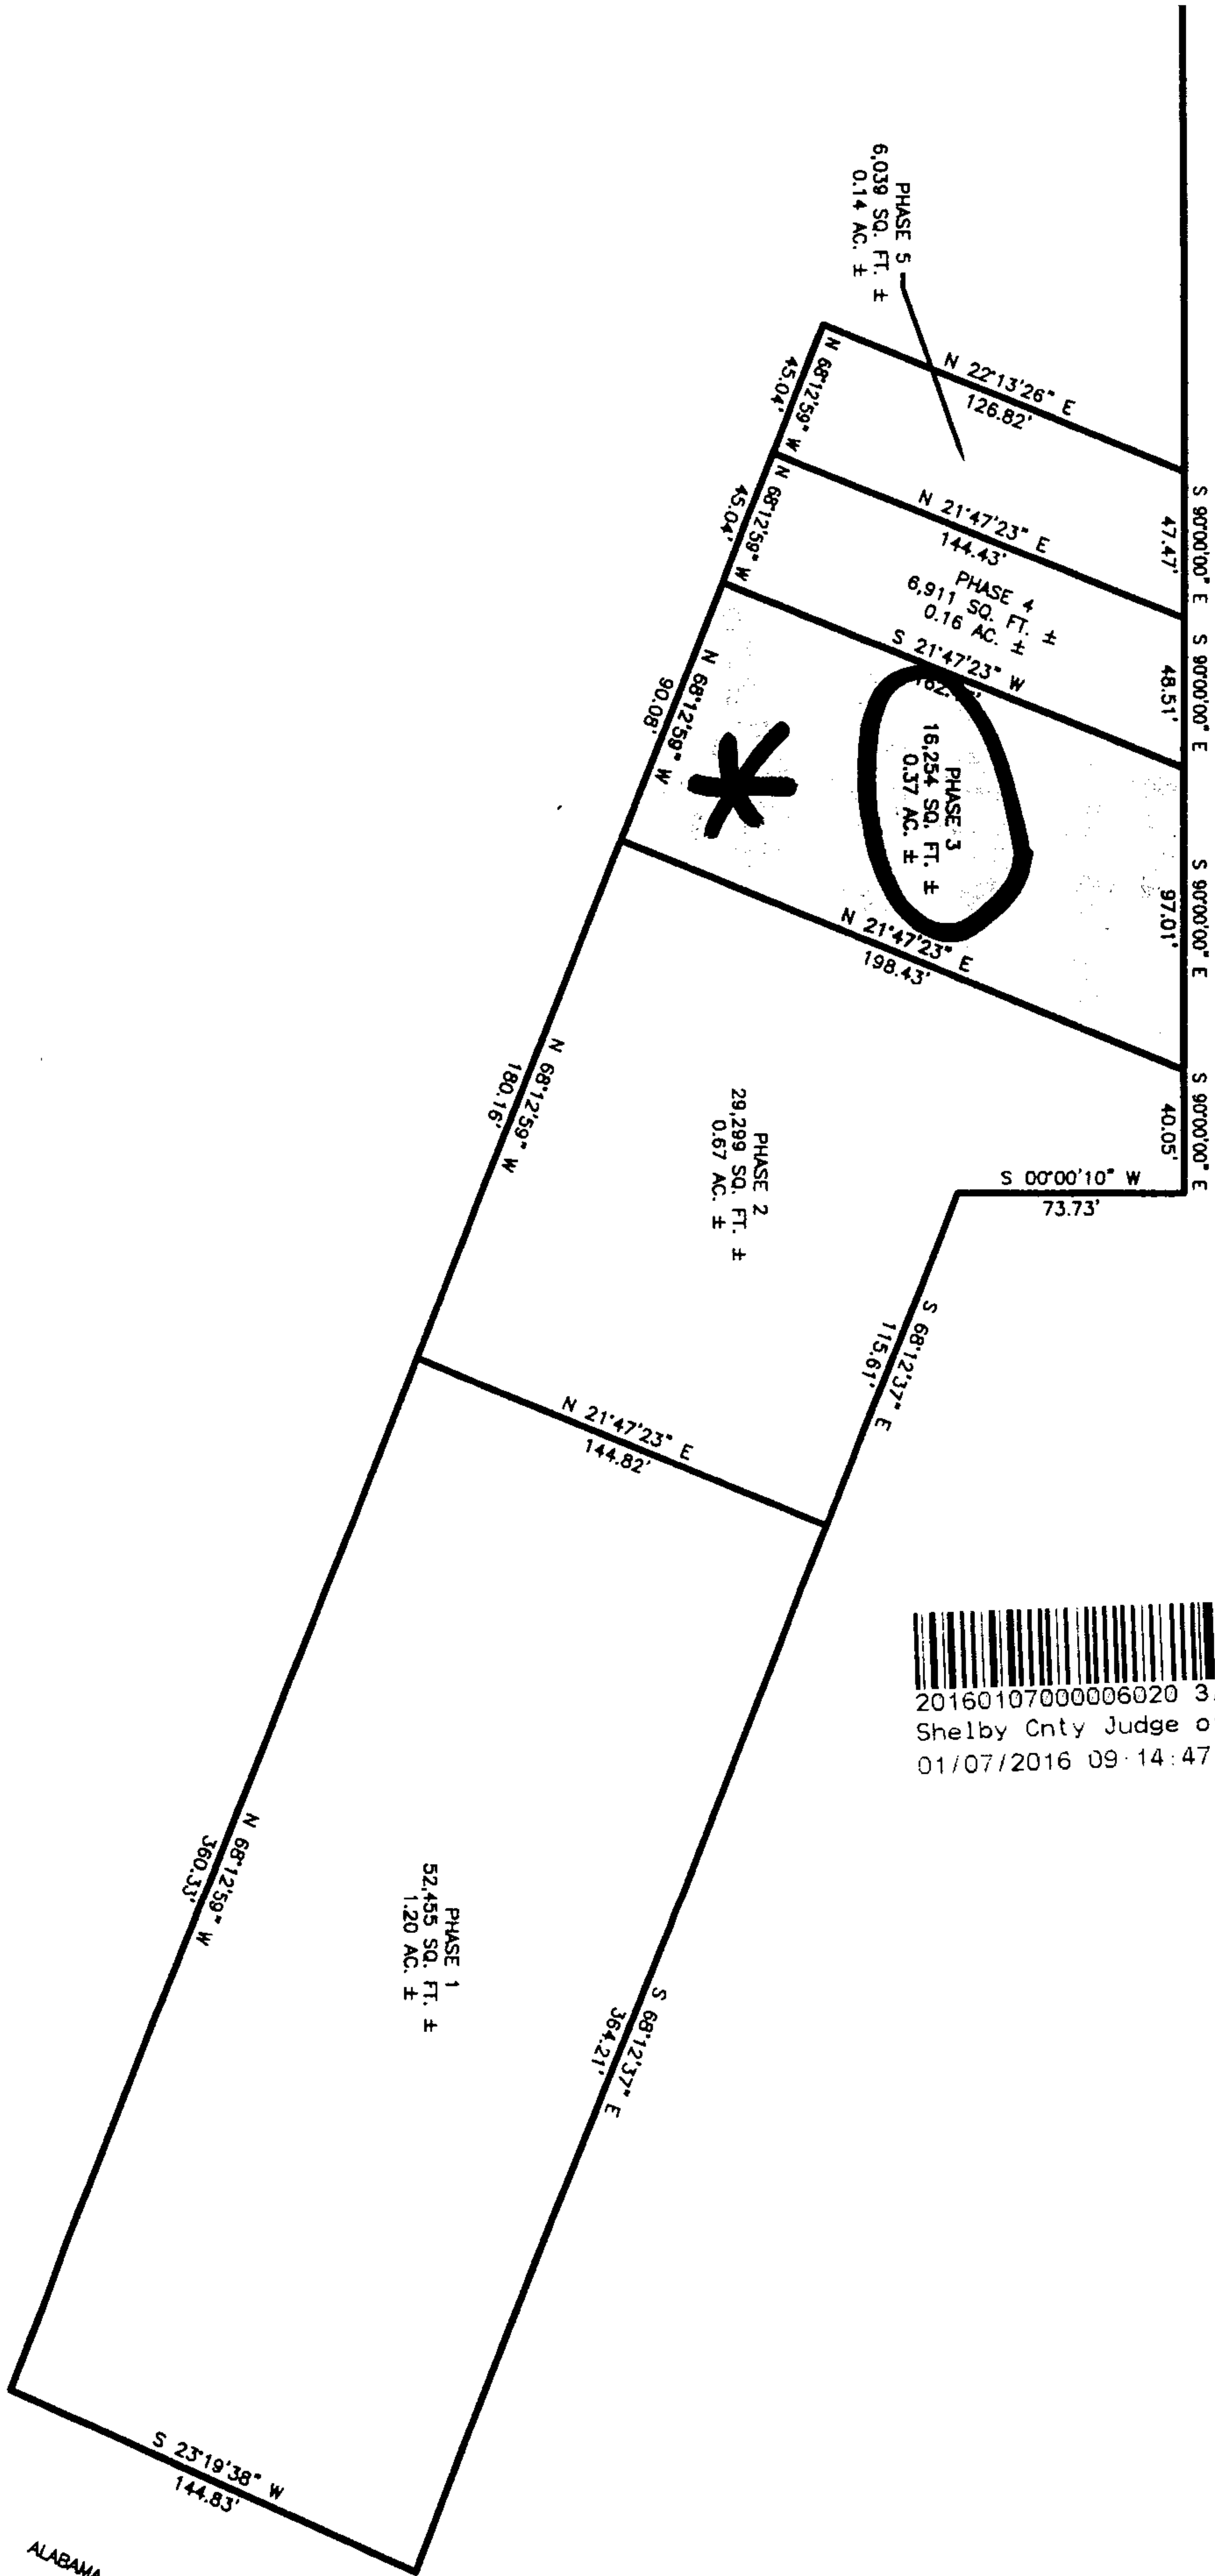 S 90°00'00" E
47.47'
S 90°00'00" E
48.51'
S 90°00'00" E
97.01'
S 90°00'00" E
40.05'
PHASE 5
6,039 SQ. FT. ±
0.14 AC. ±
N 22°13'26" E
126.82'
N 68°12'59" W
45.04'
N 21°47'23" E
144.43'
PHASE 4
6,911 SQ. FT. ±
0.16 AC. ±
N 68°12'59" W
45.04'
S 21°47'23" W
PHASE 3
16,254 SQ. FT. ±
0.37 AC. ±
N 68°12'59" W
90.08'
N 21°47'23" E
198.43'
S 00°00'10" W
73.73'
PHASE 2
29,299 SQ. FT. ±
0.67 AC. ±
N 68°12'59" W
180.16'
S 68°12'37" E
115.61'
N 21°47'23" E
144.82'
20160107000006020 3
Shelby Cnty Judge o
01/07/2016 09:14:47
PHASE 1
52,455 SQ. FT. ±
1.20 AC. ±
N 68°12'59" W
360.33'
S 68°12'37" E
364.21'
S 23°19'38" W
144.83'
ALABAMA